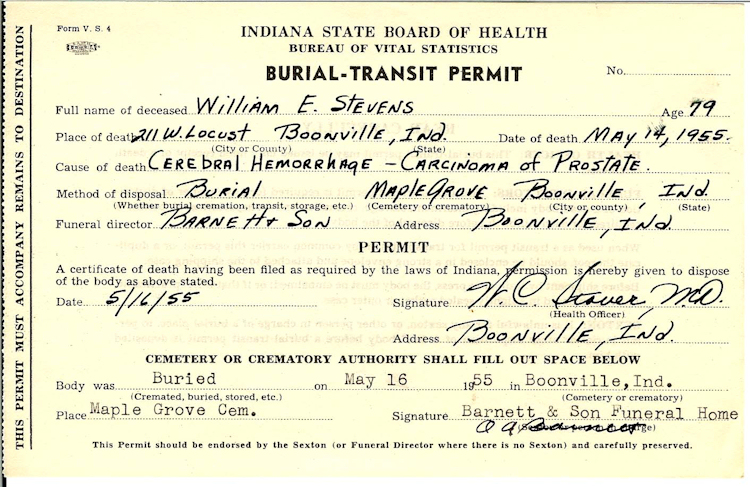 Form V. S. 4
INDIANA STATE BOARD OF HEALTH
BUREAU OF VITAL STATISTICS
BURIAL-TRANSIT PERMIT
No.
THIS PERMIT MUST ACCOMPANY REMAINS TO DESTINATION
Full name of deceased William E. Stevens Age 79
Place of death 211 W. Locust Boonville, Ind. Date of death May 14, 1955.
(City or County) (State)
Cause of death Cerebral Hemorrhage - Carcinoma of Prostate.
Method of disposal Burial Maple Grove Boonville, Ind.
(Whether burial cremation, transit, storage, etc.) (Cemetery of crematory) (City or county) (State)
Funeral director Barnett & Son Address Boonville, Ind.
PERMIT
A certificate of death having been filed as required by the laws of Indiana, permission is hereby given to dispose
of the body as above stated.
Date 5/16/55 Signature W. C. Stover, M.D.
(Health Officer)
Address Boonville, Ind.
CEMETERY OR CREMATORY AUTHORITY SHALL FILL OUT SPACE BELOW
Body was Buried on May 16 1955 in Boonville, Ind.
(Cremated, buried, stored, etc.) (Cemetery or crematory)
Place Maple Grove Cem. Signature Barnett & Son Funeral Home
This Permit should be endorsed by the Sexton (or Funeral Director where there is no Sexton) and carefully preserved.